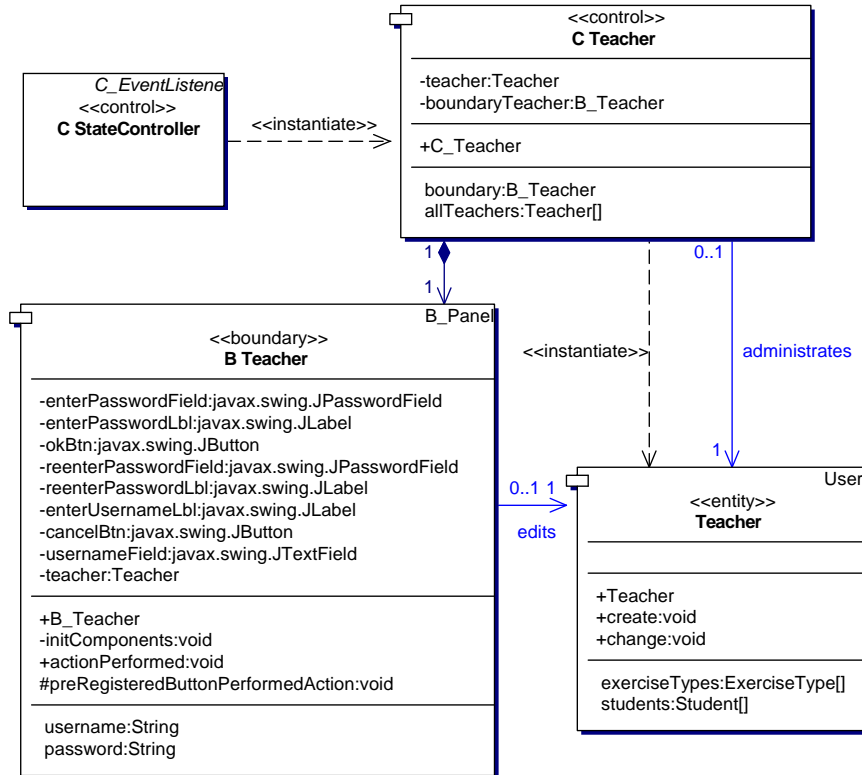 <<control>>
C Teacher
-teacher:Teacher
-boundaryTeacher:B_Teacher
+C_Teacher
boundary:B_Teacher
allTeachers:Teacher[]
C_EventListene
<<control>>
C StateController
<<instantiate>>
1
1
0..1
<<instantiate>>
administrates
1
B_Panel
<<boundary>>
B Teacher
-enterPasswordField:javax.swing.JPasswordField
-enterPasswordLbl:javax.swing.JLabel
-okBtn:javax.swing.JButton
-reenterPasswordField:javax.swing.JPasswordField
-reenterPasswordLbl:javax.swing.JLabel
-enterUsernameLbl:javax.swing.JLabel
-cancelBtn:javax.swing.JButton
-usernameField:javax.swing.JTextField
-teacher:Teacher
+B_Teacher
-initComponents:void
+actionPerformed:void
#preRegisteredButtonPerformedAction:void
username:String
password:String
0..1 1
edits
User
<<entity>>
Teacher
+Teacher
+create:void
+change:void
exerciseTypes:ExerciseType[]
students:Student[]